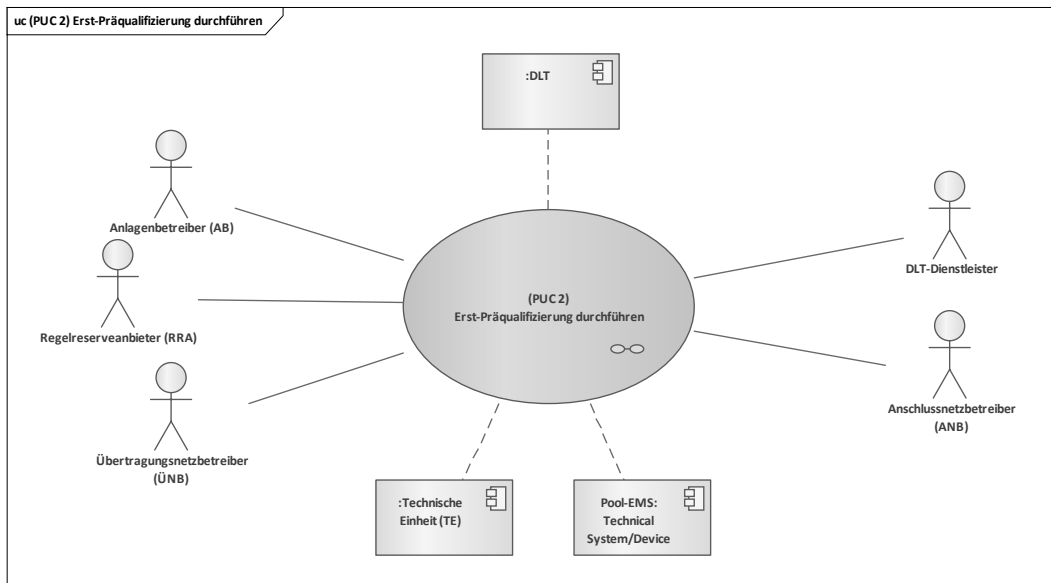 uc (PUC 2) Erst-Präqualifizierung durchführen
:DLT
Anlagenbetreiber (AB)
Regelreserveanbieter (RRA)
Übertragungsnetzbetreiber
(ÜNB)
(PUC 2)
Erst-Präqualifizierung durchführen
DLT-Dienstleister
Anschlussnetzbetreiber
(ANB)
:Technische
Einheit (TE)
Pool-EMS:
Technical
System/Device